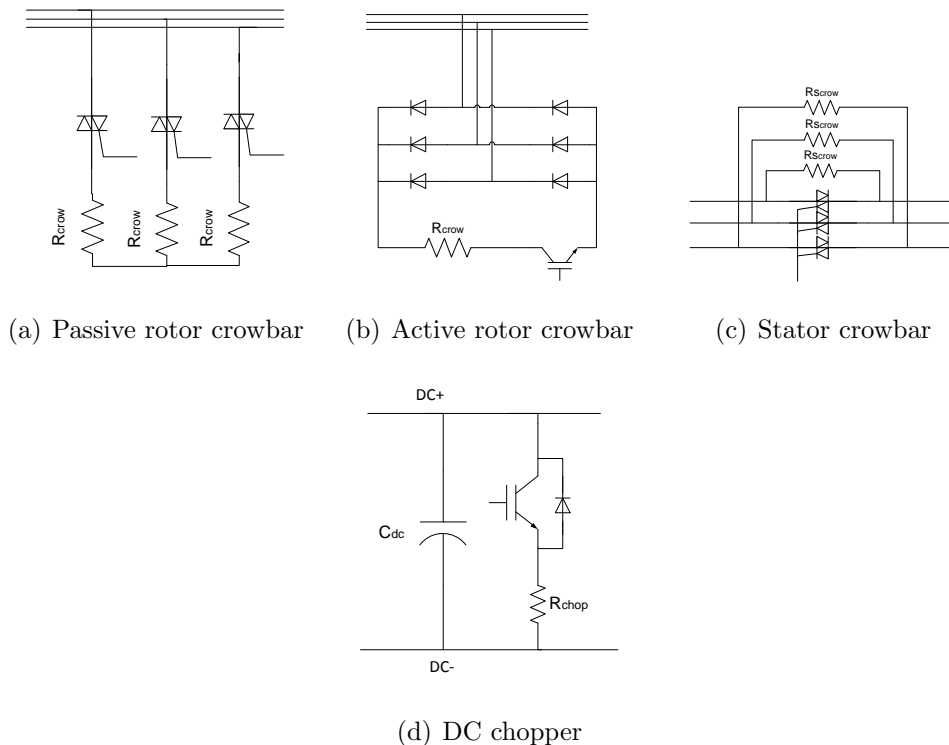 Rcrow
Rcrow
Rcrow
(a) Passive rotor crowbar
Rcrow
(b) Active rotor crowbar
Rscrow
Rscrow
Rscrow
(c) Stator crowbar
DC+
Cdc
Rchop
DC-
(d) DC chopper